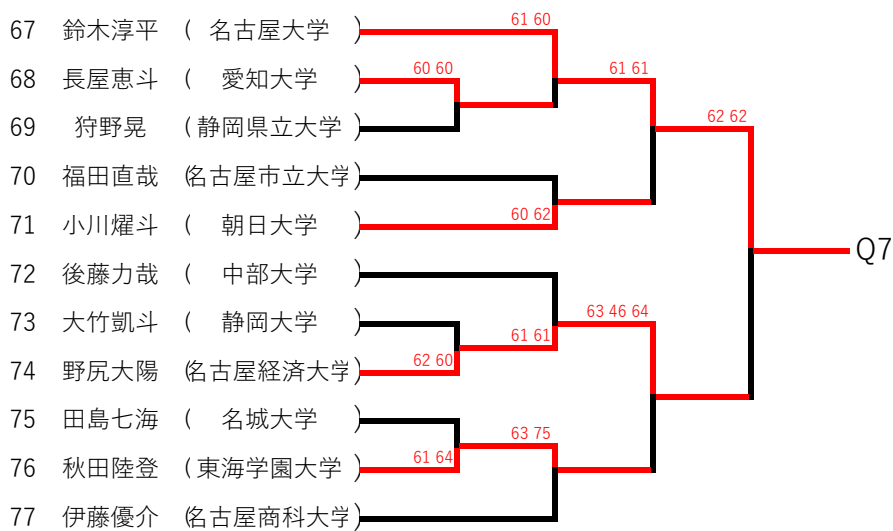 67 鈴木淳平 ( 名古屋大学 ) 61 60
68 長屋恵斗 ( 愛知大学 ) 60 60 61 61
69 狩野晃 ( 静岡県立大学 ) 62 62
70 福田直哉 (名古屋市立大学)
71 小川燿斗 ( 朝日大学 ) 60 62
Q7
72 後藤力哉 ( 中部大学 )
73 大竹凱斗 ( 静岡大学 ) 61 61 63 46 64
74 野尻大陽 (名古屋経済大学) 62 60
75 田島七海 ( 名城大学 ) 63 75
76 秋田陸登 ( 東海学園大学 ) 61 64
77 伊藤優介 (名古屋商科大学)